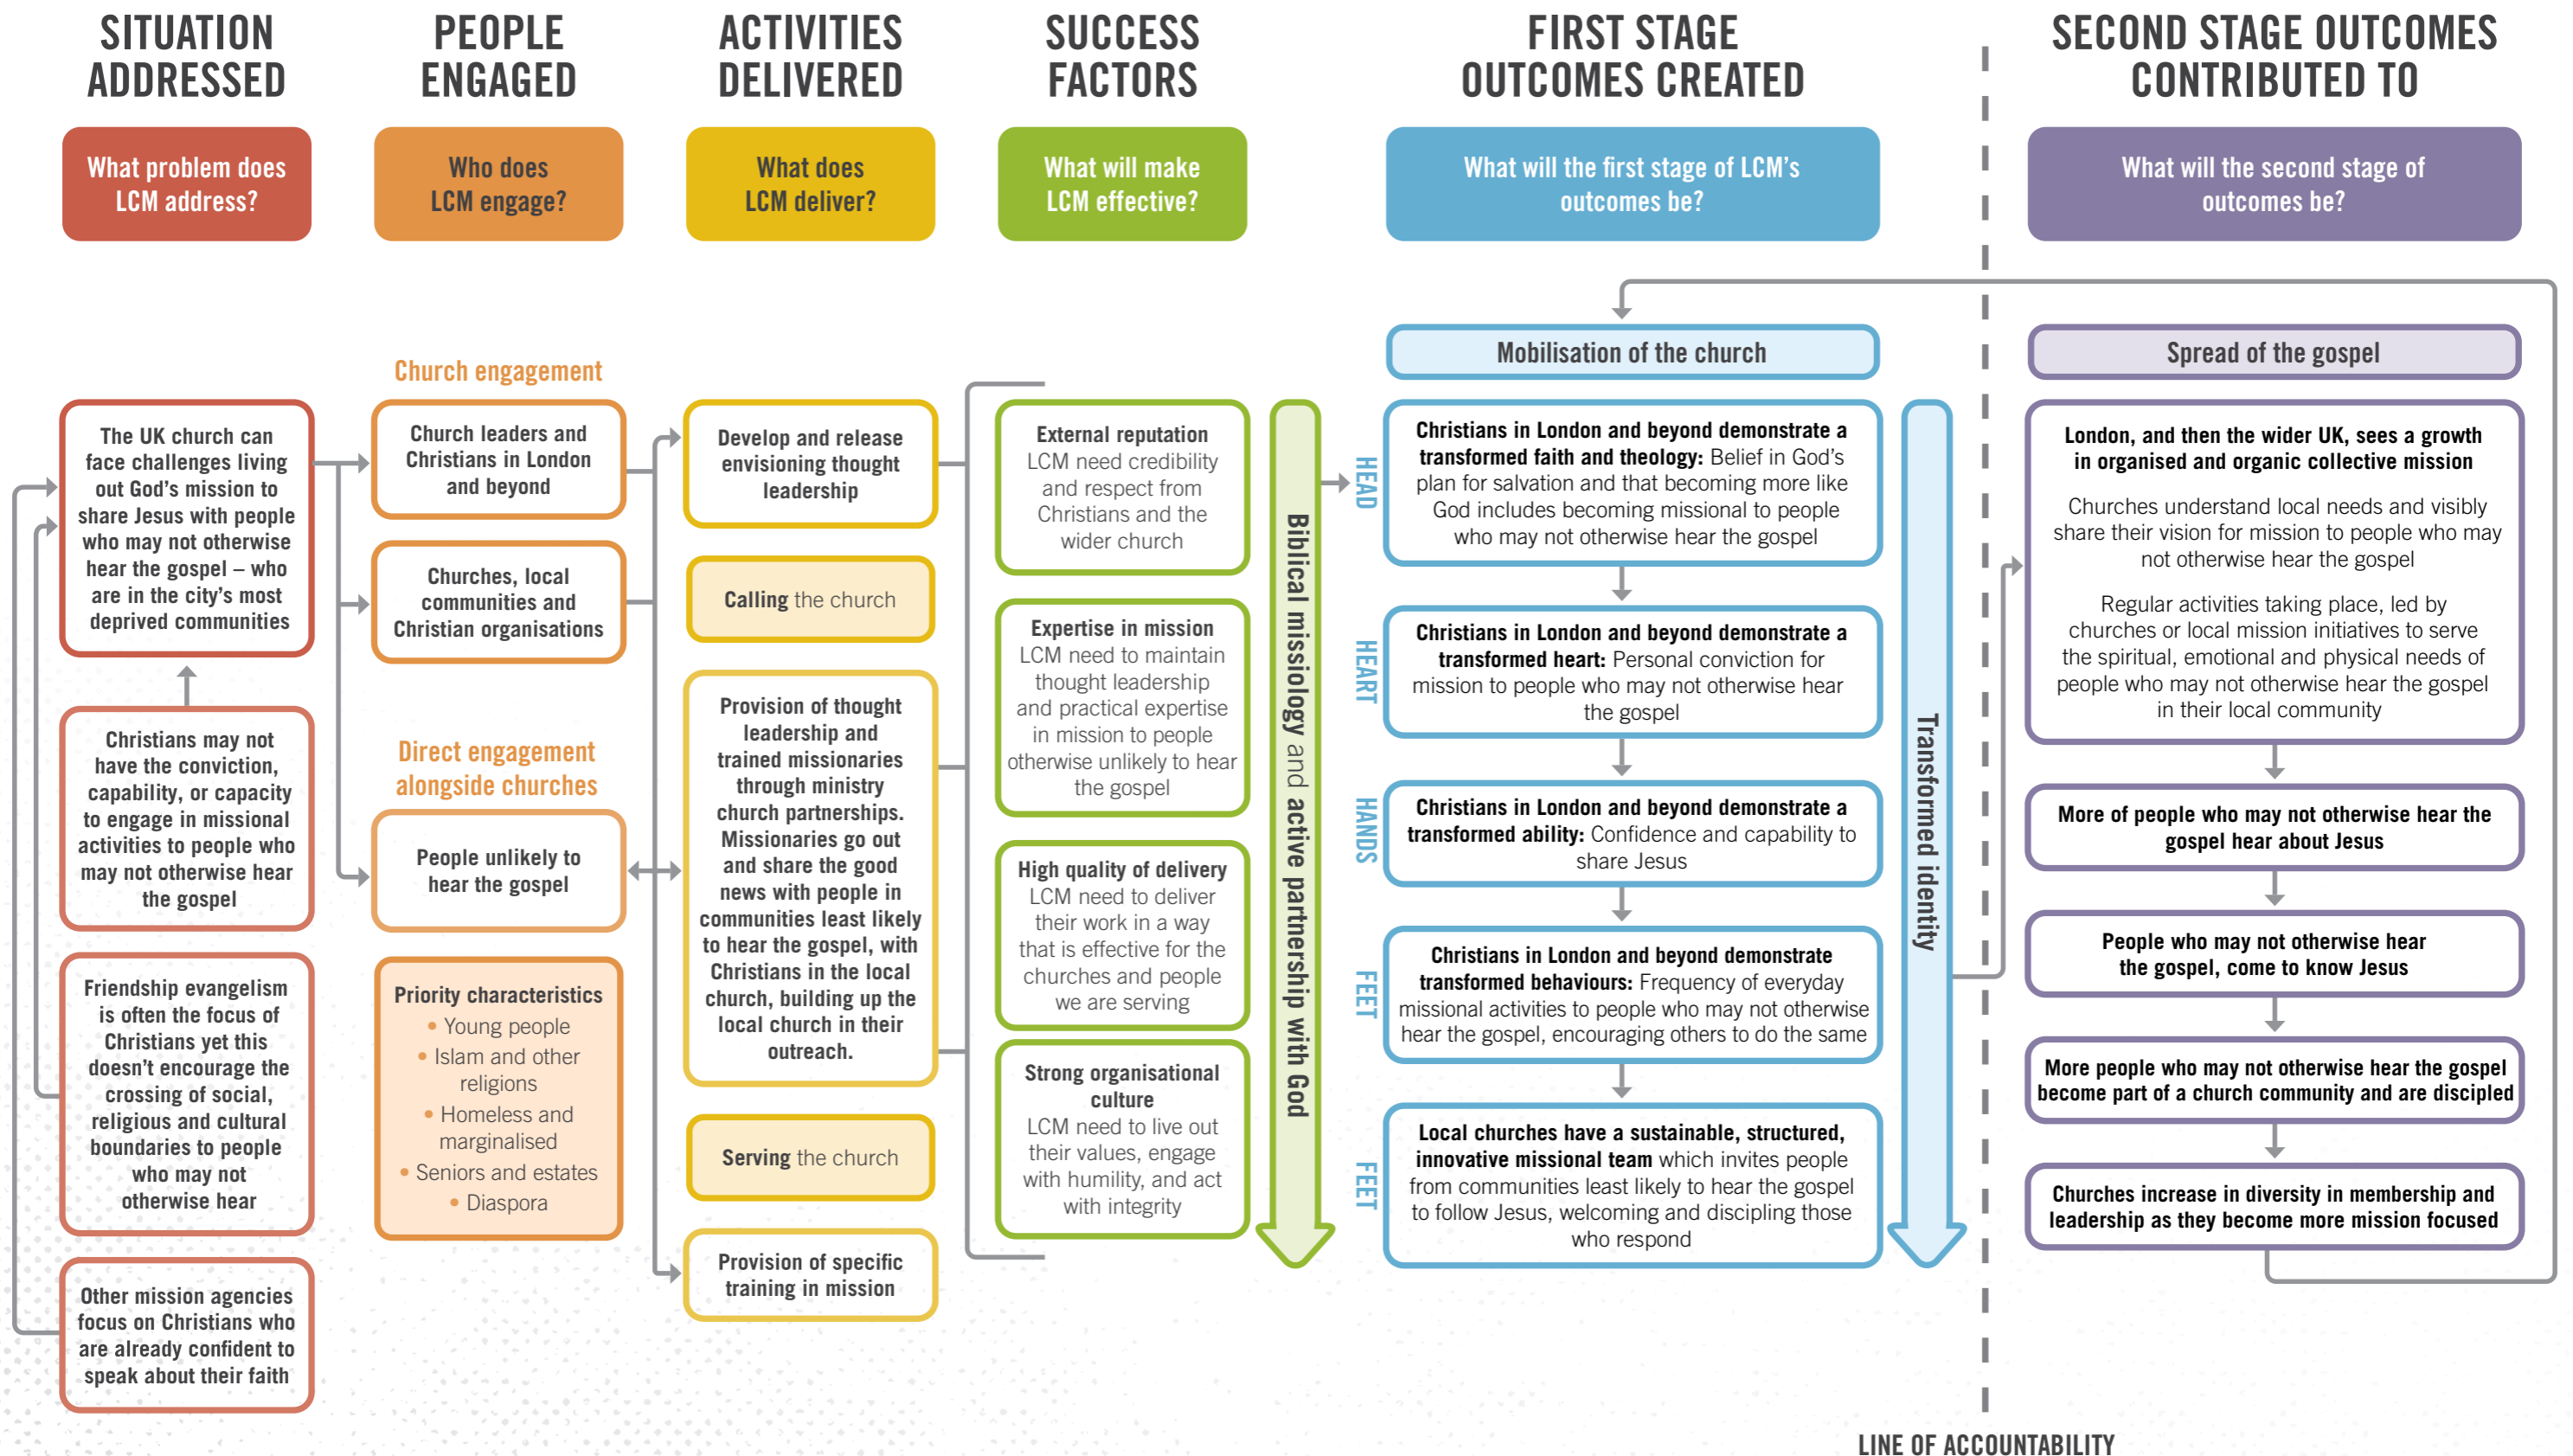 SITUATION
ADDRESSED
What problem does
LCM address?
The UK church can
face challenges living
out God's mission to
share Jesus with people
who may not otherwise
hear the gospel – who
are in the city's most
deprived communities
Christians may not
have the conviction,
capability, or capacity
to engage in missional
activities to people who
may not otherwise hear
the gospel
Friendship evangelism
is often the focus of
Christians yet this
doesn't encourage the
crossing of social,
religious and cultural
boundaries to people
who may not
otherwise hear
Other mission agencies
focus on Christians who
are already confident to
speak about their faith
PEOPLE
ENGAGED
Who does
LCM engage?
Church engagement
Church leaders and
Christians in London
and beyond
Churches, local
communities and
Christian organisations
Direct engagement
alongside churches
People unlikely to
hear the gospel
Priority characteristics
• Young people
• Islam and other
religions
• Homeless and
marginalised
• Seniors and estates
• Diaspora
ACTIVITIES
DELIVERED
What does
LCM deliver?
Develop and release
envisioning thought
leadership
Calling the church
Provision of thought
leadership and
trained missionaries
through ministry
church partnerships.
Missionaries go out
and share the good
news with people in
communities least likely
to hear the gospel, with
Christians in the local
church, building up the
local church in their
outreach.
Serving the church
Provision of specific
training in mission
SUCCESS
FACTORS
What will make
LCM effective?
External reputation
LCM need credibility
and respect from
Christians and the
wider church
Expertise in mission
LCM need to maintain
thought leadership
and practical expertise
in mission to people
otherwise unlikely to hear
the gospel
High quality of delivery
LCM need to deliver
their work in a way
that is effective for the
churches and people
we are serving
Strong organisational
culture
LCM need to live out
their values, engage
with humility, and act
with integrity
Biblical missiology and active partnership with God
FIRST STAGE
OUTCOMES CREATED
What will the first stage of LCM's
outcomes be?
Mobilisation of the church
HEAD
Christians in London and beyond demonstrate a
transformed faith and theology: Belief in God's
plan for salvation and that becoming more like
God includes becoming missional to people
who may not otherwise hear the gospel
HEART
Christians in London and beyond demonstrate a
transformed heart: Personal conviction for
mission to people who may not otherwise hear
the gospel
HANDS
Christians in London and beyond demonstrate a
transformed ability: Confidence and capability to
share Jesus
FEET
Christians in London and beyond demonstrate
transformed behaviours: Frequency of everyday
missional activities to people who may not otherwise
hear the gospel, encouraging others to do the same
FEET
Local churches have a sustainable, structured,
innovative missional team which invites people
from communities least likely to hear the gospel
to follow Jesus, welcoming and discipling those
who respond
Transformed identity
SECOND STAGE OUTCOMES
CONTRIBUTED TO
What will the second stage of
outcomes be?
Spread of the gospel
London, and then the wider UK, sees a growth
in organised and organic collective mission
Churches understand local needs and visibly
share their vision for mission to people who may
not otherwise hear the gospel
Regular activities taking place, led by
churches or local mission initiatives to serve
the spiritual, emotional and physical needs of
people who may not otherwise hear the gospel
in their local community
More of people who may not otherwise hear the
gospel hear about Jesus
People who may not otherwise hear
the gospel, come to know Jesus
More people who may not otherwise hear the gospel
become part of a church community and are discipled
Churches increase in diversity in membership and
leadership as they become more mission focused
LINE OF ACCOUNTABILITY